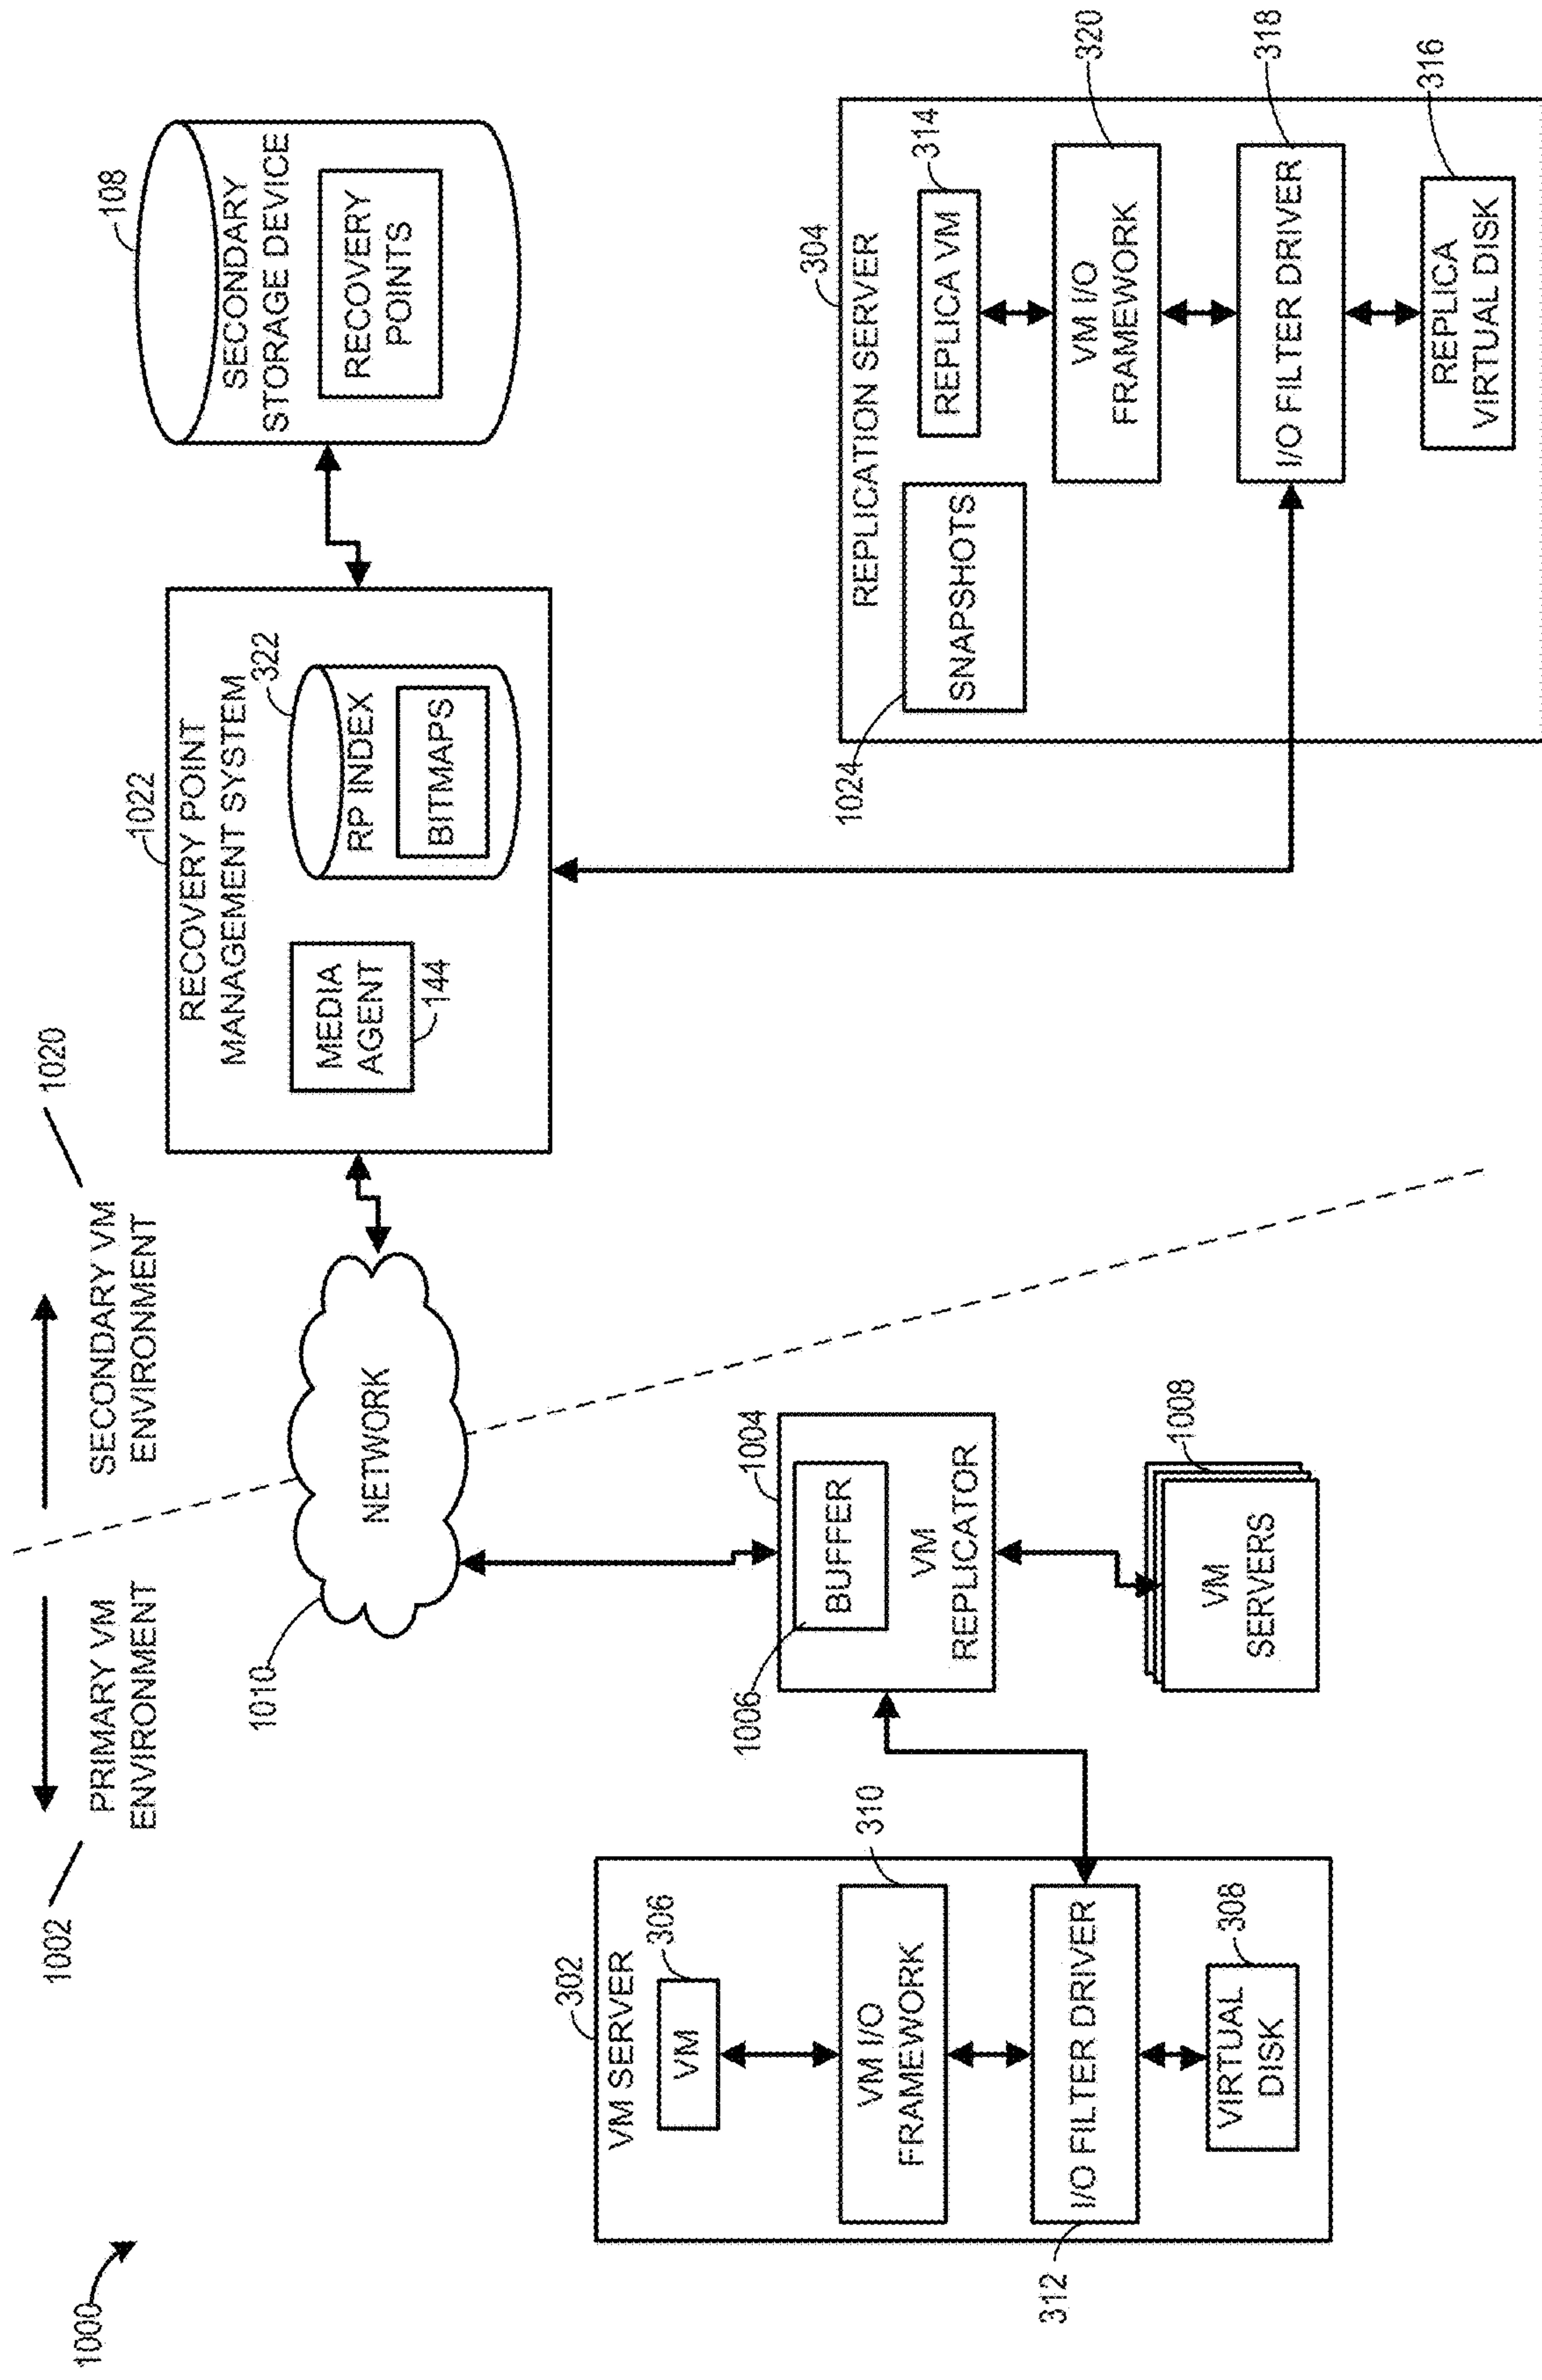 1000
1002
PRIMARY VM
ENVIRONMENT
SECONDARY VM
ENVIRONMENT
1020
1010
NETWORK
1022
RECOVERY POINT
MANAGEMENT SYSTEM
MEDIA
AGENT
144
322
RP INDEX
BITMAPS
108
SECONDARY
STORAGE DEVICE
RECOVERY
POINTS
302
VM SERVER
306
VM
310
VM I/O
FRAMEWORK
312
I/O FILTER DRIVER
308
VIRTUAL
DISK
1004
1006
BUFFER
VM
REPLICATOR
1008
VM
SERVERS
304
REPLICATION SERVER
1024
SNAPSHOTS
314
REPLICA VM
320
VM I/O
FRAMEWORK
318
I/O FILTER DRIVER
316
REPLICA
VIRTUAL DISK